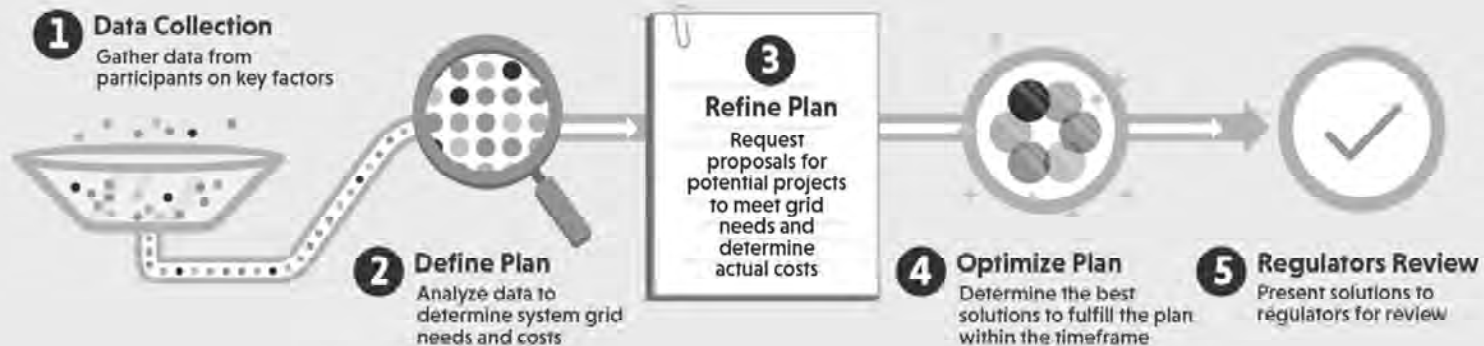 1 Data Collection
Gather data from
participants on key factors
2 Define Plan
Analyze data to
determine system grid
needs and costs
3
Refine Plan
Request
proposals for
potential projects
to meet grid
needs and
determine
actual costs
4 Optimize Plan
Determine the best
solutions to fulfill the plan
within the timeframe
5 Regulators Review
Present solutions to
regulators for review